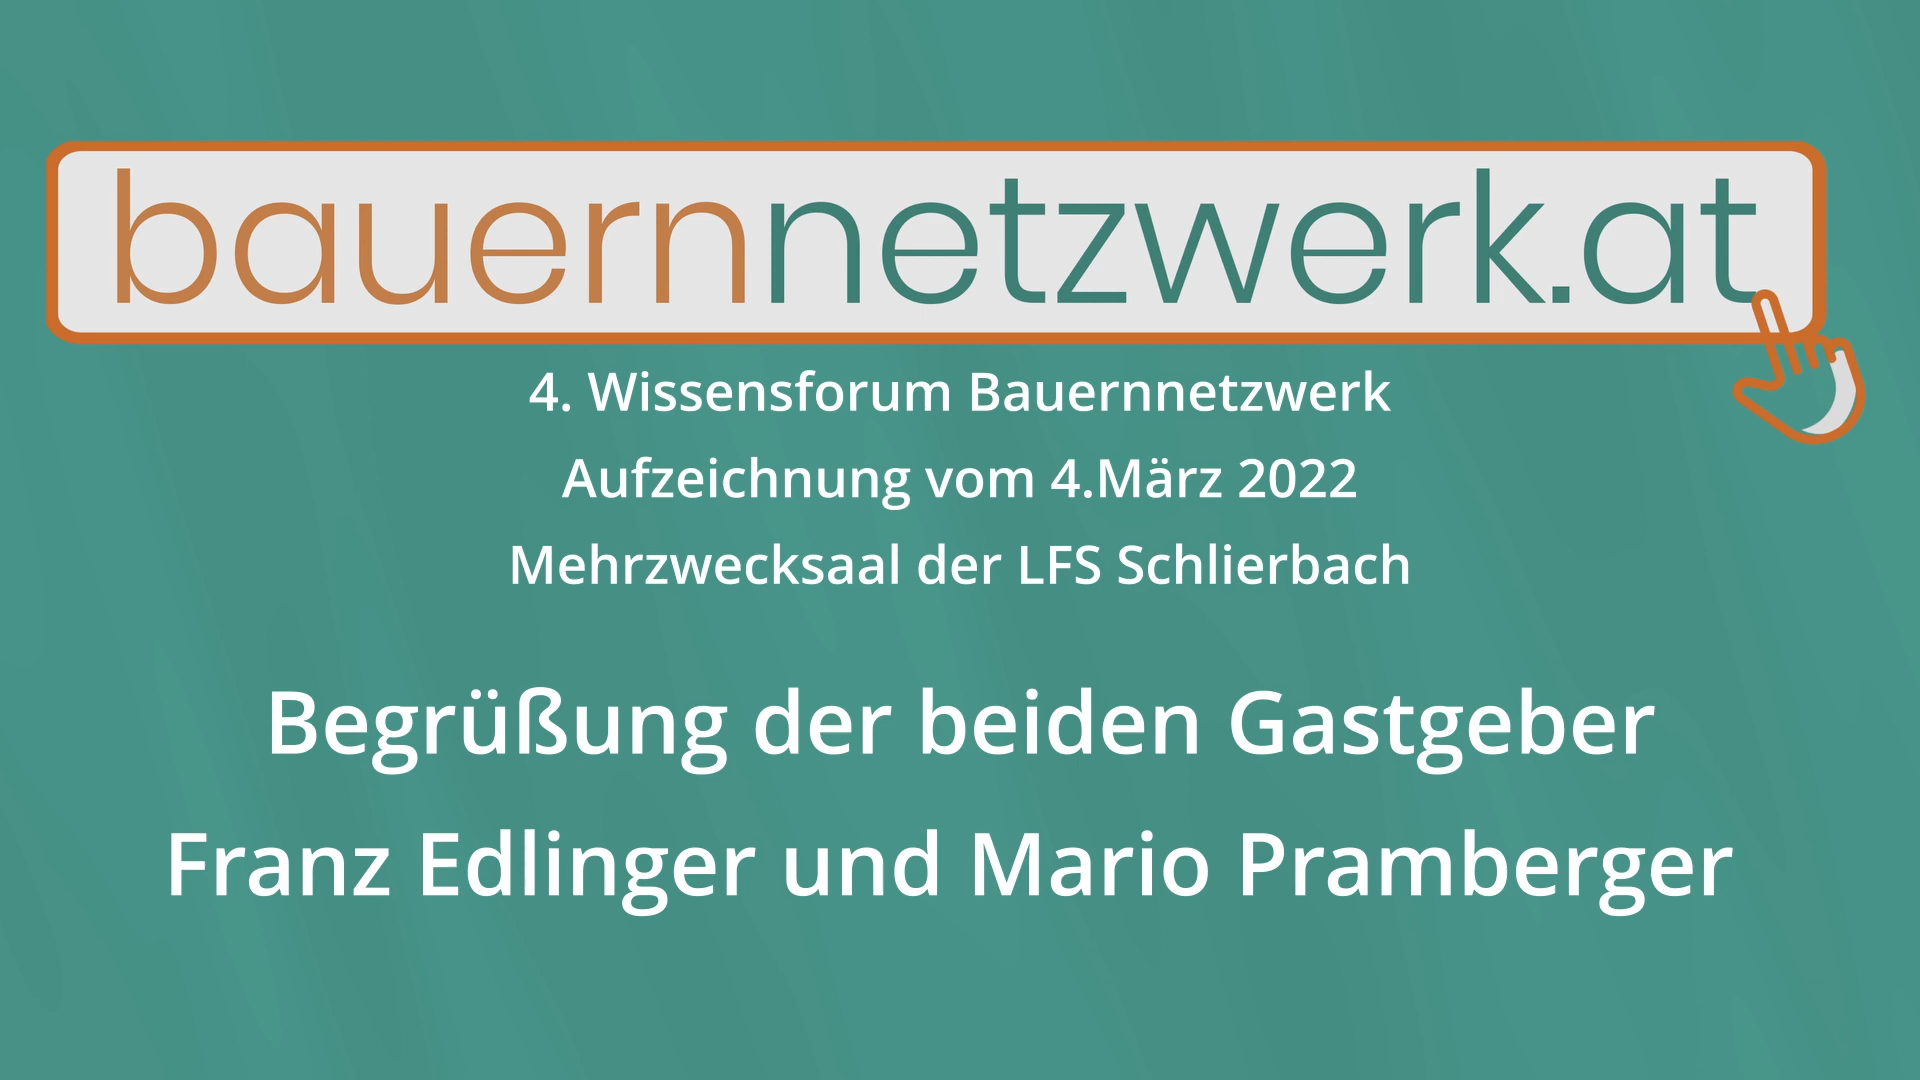 bauernnetzwerk.at
4. Wissensforum Bauernnetzwerk
Aufzeichnung vom 4.März 2022
Mehrzwecksaal der LFS Schlierbach
Begrüßung der beiden Gastgeber
Franz Edlinger und Mario Pramberger